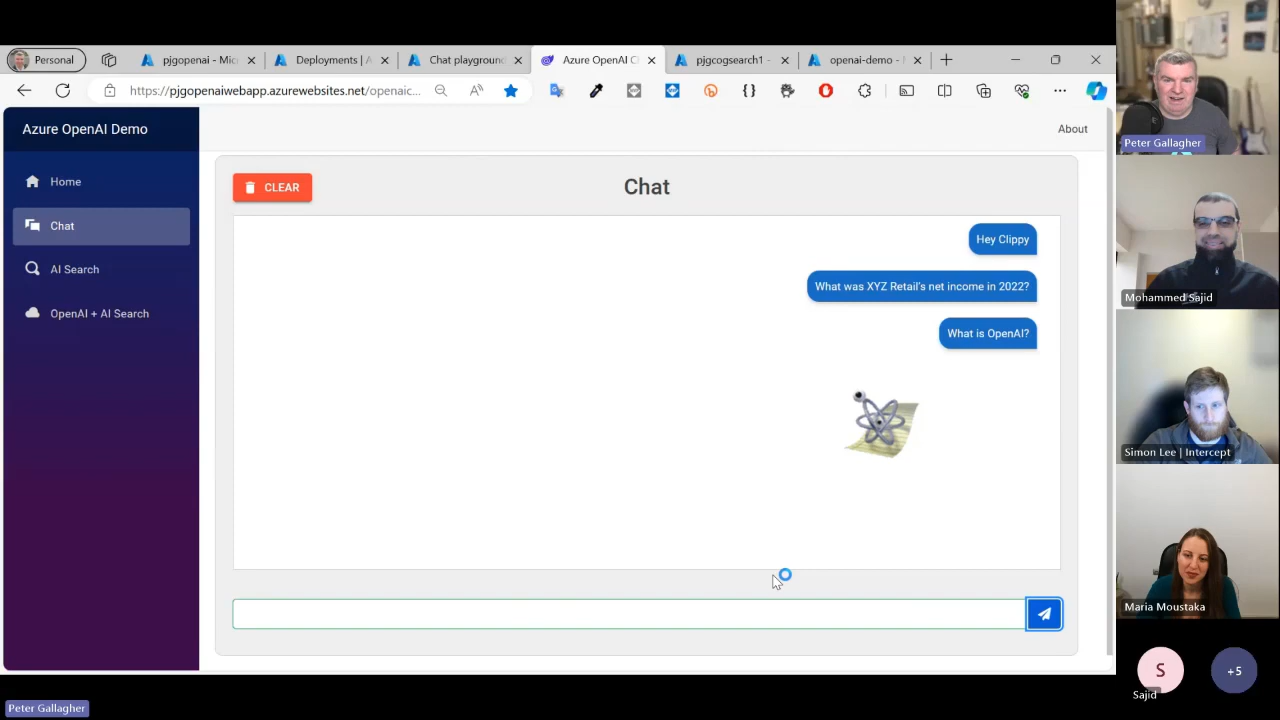 Personal
pjgopenai - Mic
Deployments | A
Chat playground
Azure OpenAI C
pjgcogsearch1 -
openai-demo - M
https://pjgopenaiwebapp.azurewebsites.net/openaic...
Azure OpenAI Demo
About
Home
Chat
AI Search
OpenAI + AI Search
CLEAR
Chat
Hey Clippy
What was XYZ Retail's net income in 2022?
What is OpenAI?
Peter Gallagher
Mohammed Sajid
Simon Lee | Intercept
Maria Moustaka
S
Sajid
+5
Peter Gallagher